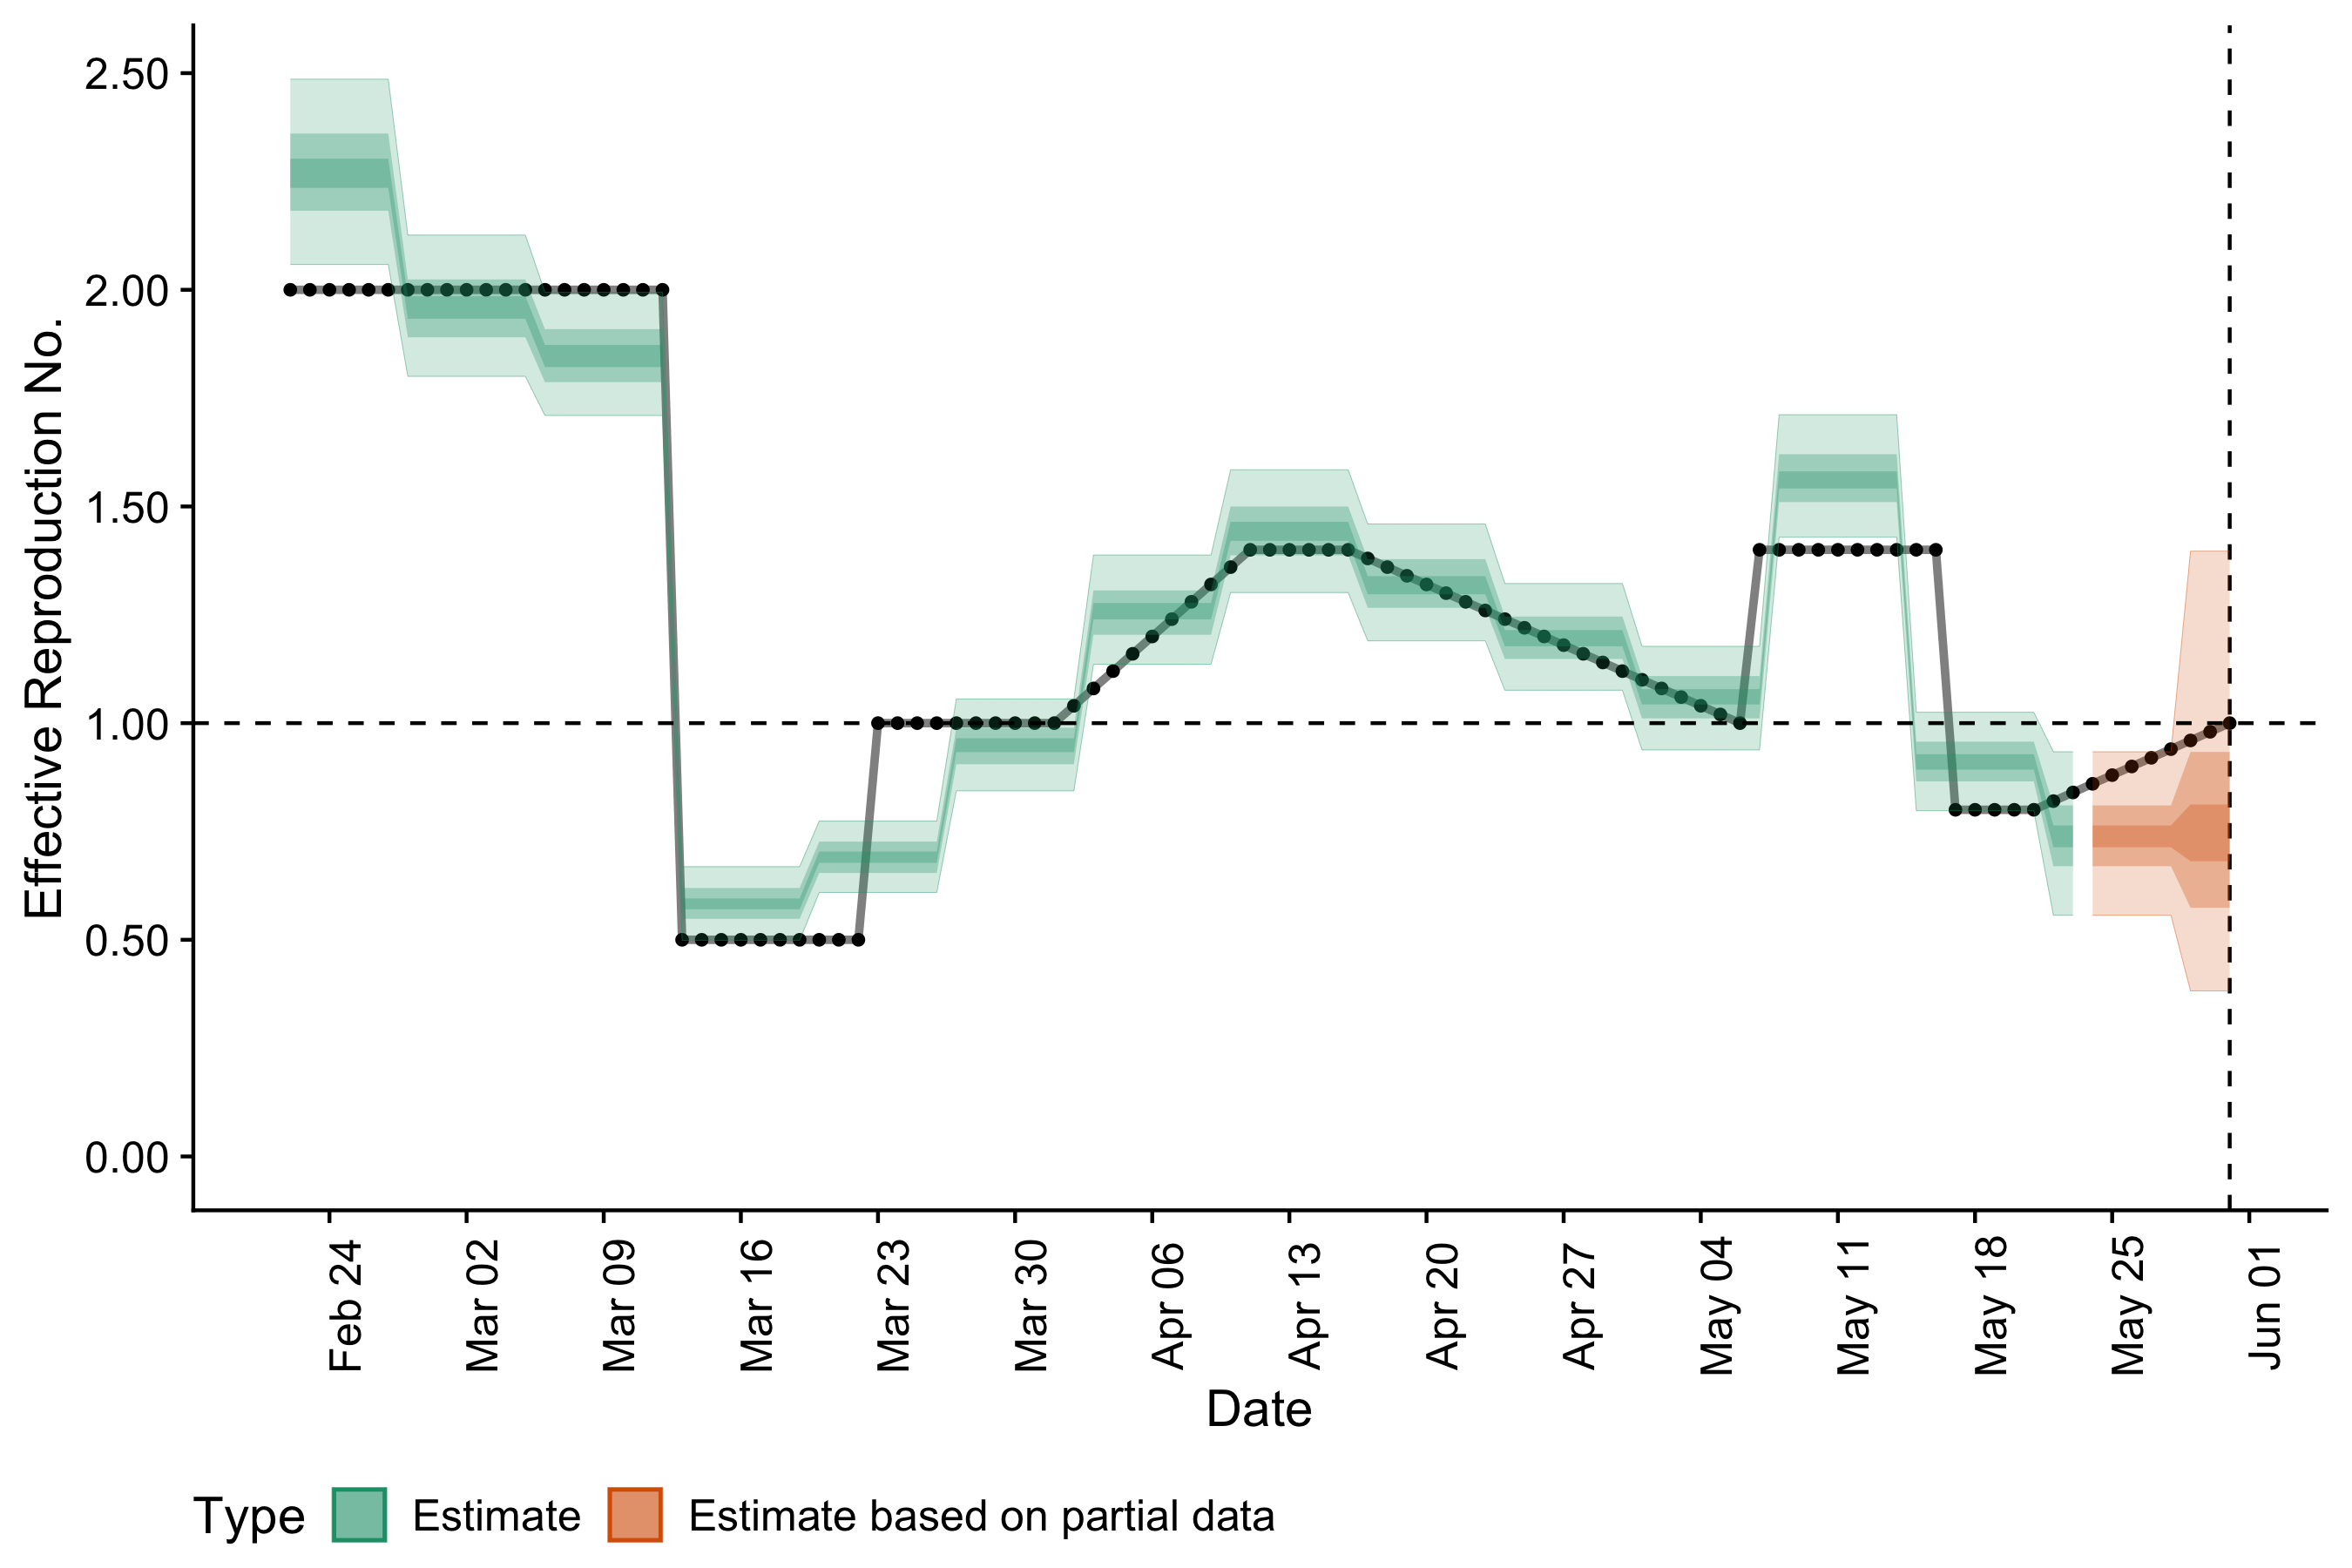 2.50
2.00
1.50
1.00
0.50
0.00
Effective Reproduction No.
Feb 24
Mar 02
Mar 09
Mar 16
Mar 23
Mar 30
Apr 06
Apr 13
Apr 20
Apr 27
May 04
May 11
May 18
May 25
Jun 01
Date
Type Estimate Estimate based on partial data